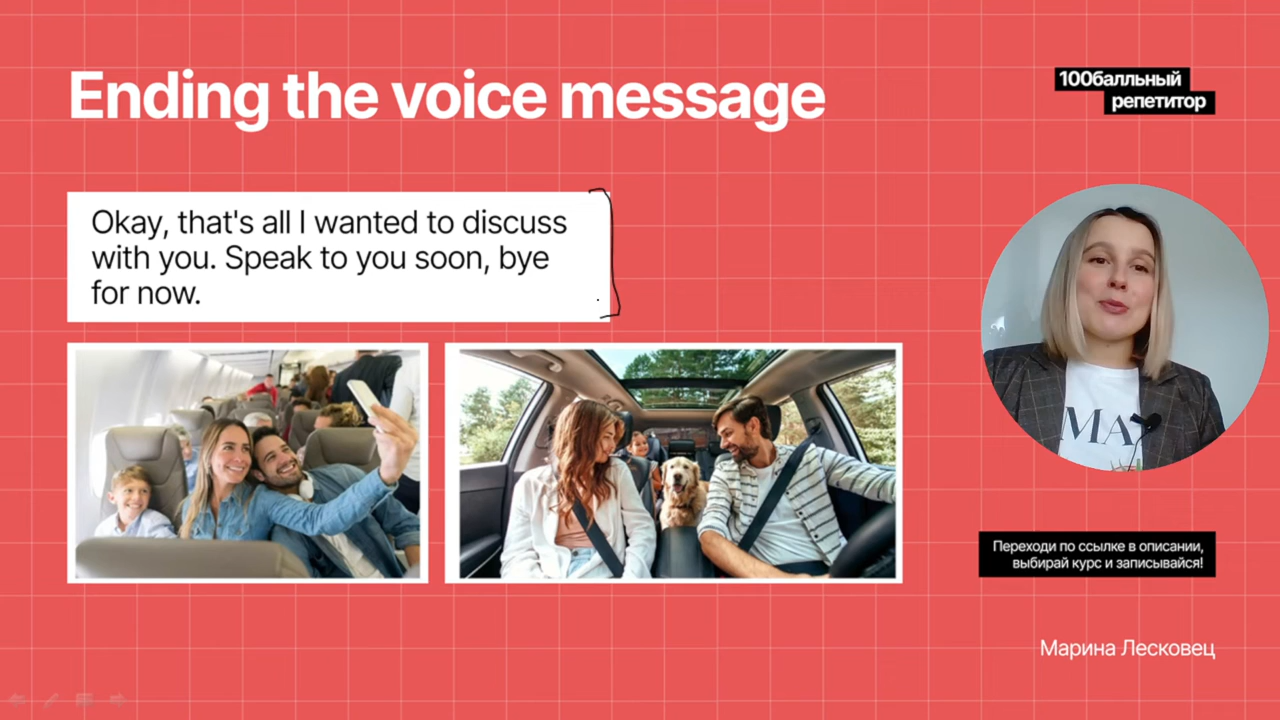 Ending the voice message
100балльный
репетитор
Okay, that's all I wanted to discuss
with you. Speak to you soon, bye
for now.
MA
Переходи по ссылке в описании,
выбирай курс и записывайся!
Марина Лесковец